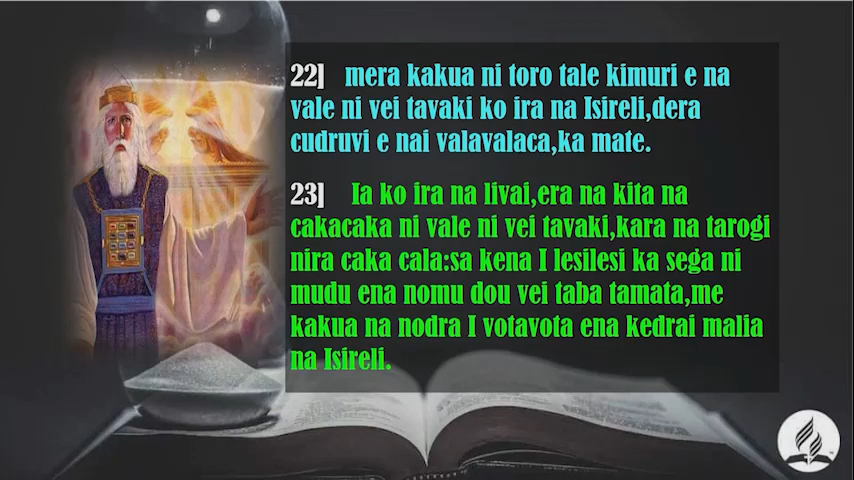 22] mera kakua ni toro tale kimuri e na
vale ni vei tavaki ko ira na Isireli,dera
cudruvi e nai valavalaca,ka mate.
23] Ia ko ira na livai,era na kita na
cakacaka ni vale ni vei tavaki,kara na tarogi
nira caka cala:sa kena I lesilesi ka sega ni
mudu ena nomu dou vei taba tamata,me
kakua na nodra I votavota ena kedrai malia
na Isireli.